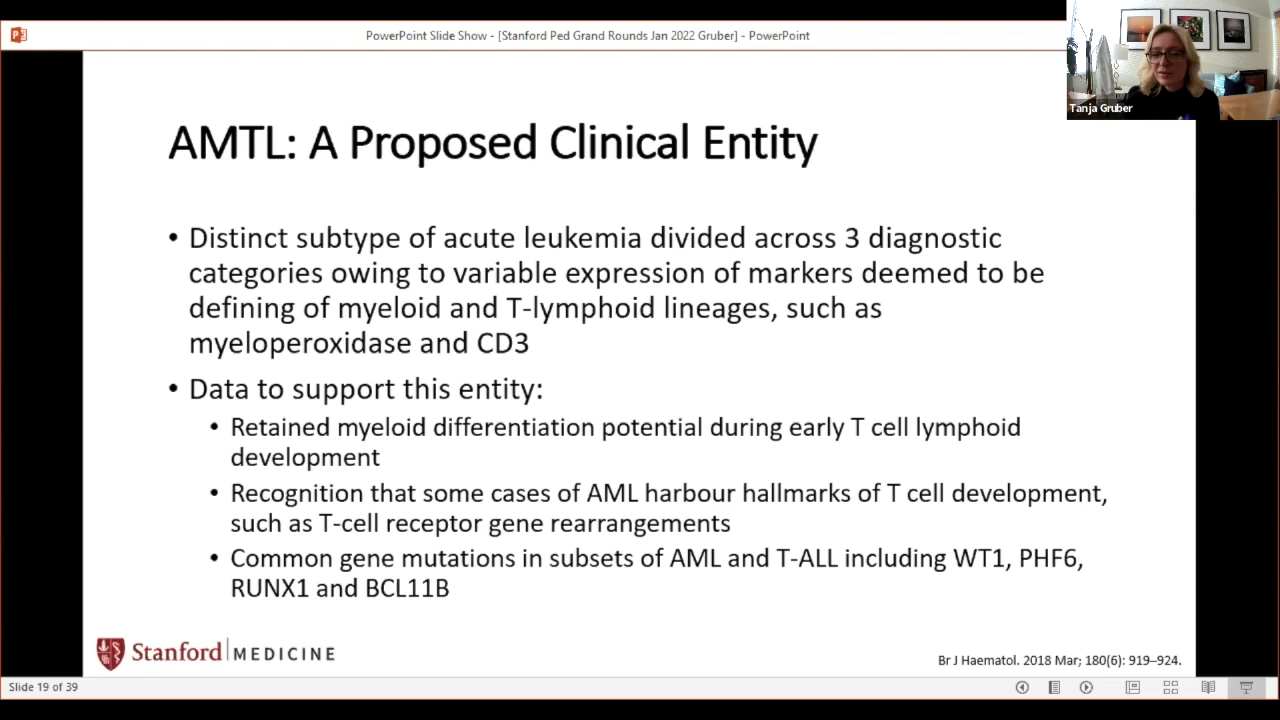 PowerPoint Slide Show - [Stanford Ped Grand Rounds Jan 2022 Gruber] - PowerPoint
Tanja Gruber
AMTL: A Proposed Clinical Entity
• Distinct subtype of acute leukemia divided across 3 diagnostic
categories owing to variable expression of markers deemed to be
defining of myeloid and T-lymphoid lineages, such as
myeloperoxidase and CD3
• Data to support this entity:
• Retained myeloid differentiation potential during early T cell lymphoid
development
• Recognition that some cases of AML harbour hallmarks of T cell development,
such as T-cell receptor gene rearrangements
• Common gene mutations in subsets of AML and T-ALL including WT1, PHF6,
RUNX1 and BCL11B
Stanford MEDICINE
Br J Haematol. 2018 Mar; 180(6): 919–924.
Slide 19 of 39